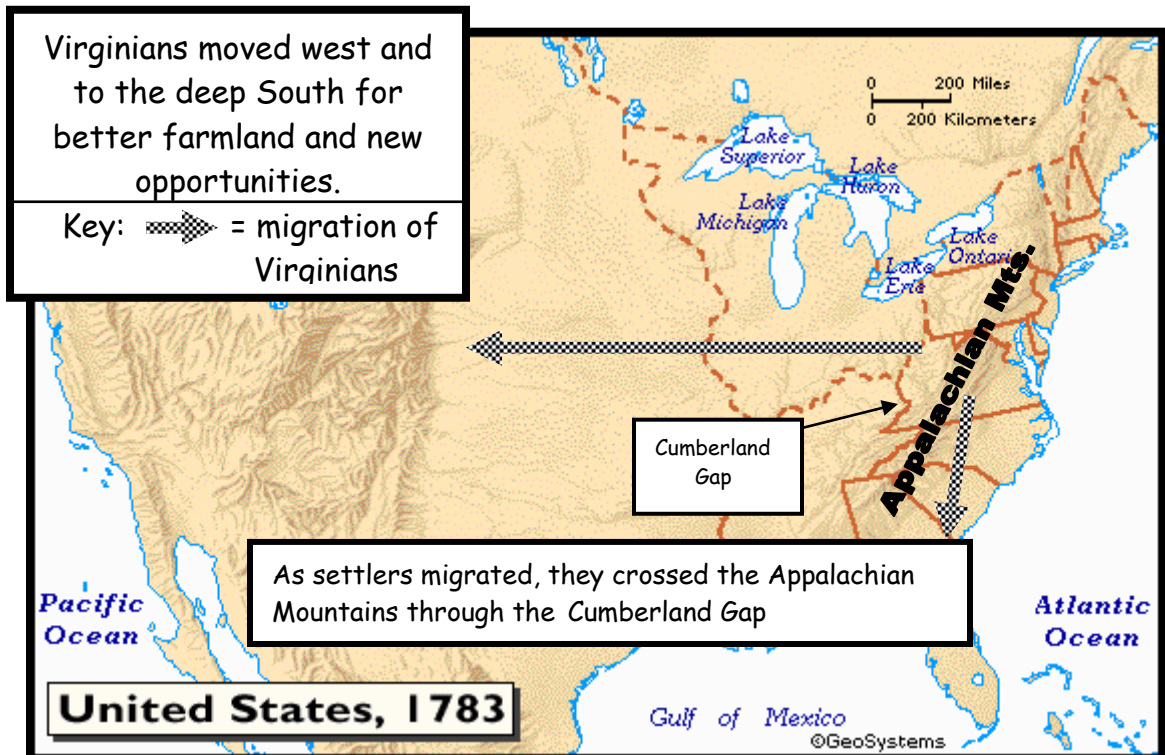 Virginians moved west and
to the deep South for
better farmland and new
opportunities.
Key: = migration of
Virginians
0 200 Miles
0 200 Kilometers
Lake
Superior
Lake
Huron
Lake
Michigan
Lake
Ontario
Lake
Erie
Appalachian Mts.
Cumberland
Gap
As settlers migrated, they crossed the Appalachian
Mountains through the Cumberland Gap
Pacific
Ocean
Atlantic
Ocean
United States, 1783
Gulf of Mexico
©GeoSystems